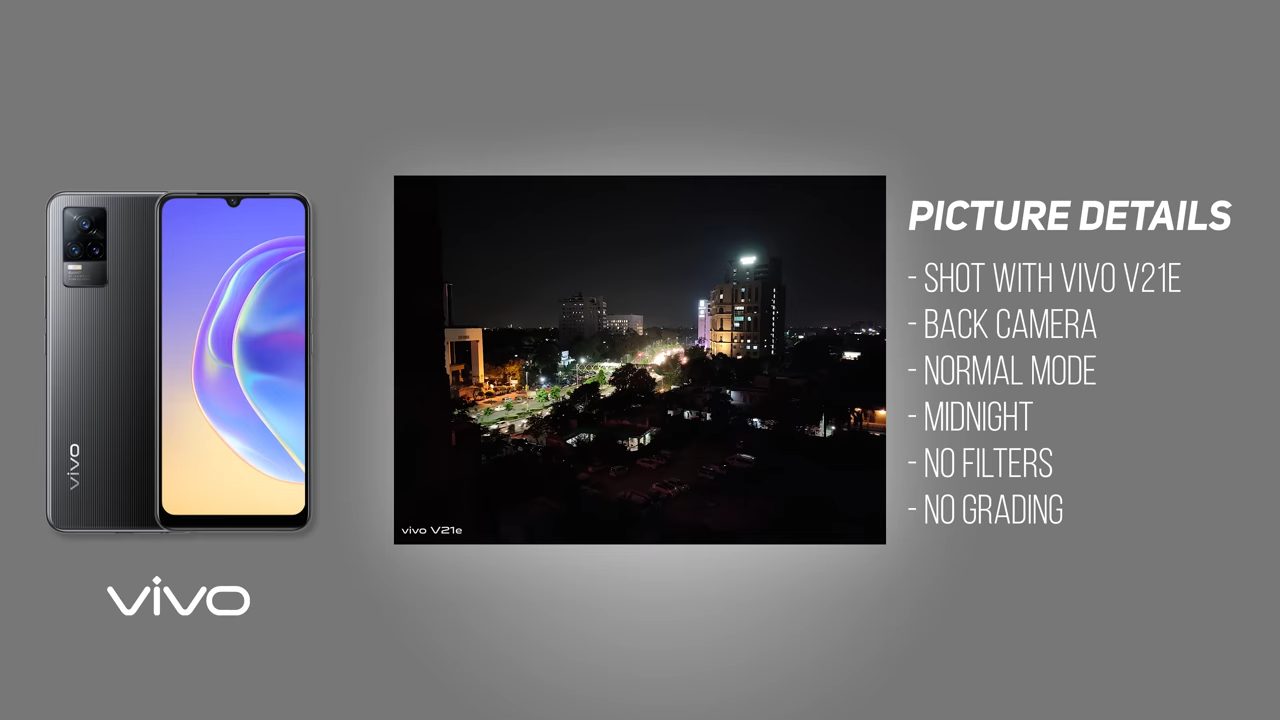 vivo
vivo
vivo V21e
PICTURE DETAILS
- SHOT WITH VIVO V21E
- BACK CAMERA
- NORMAL MODE
- MIDNIGHT
- NO FILTERS
- NO GRADING